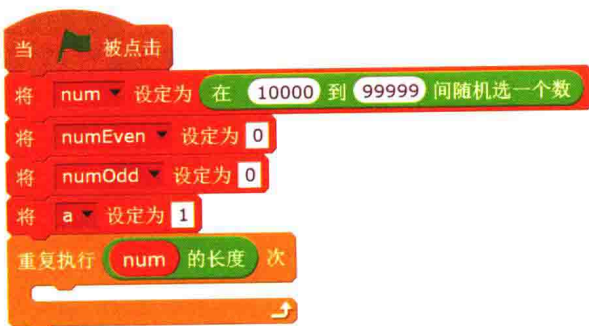 当 被点击
将 num 设定为 在 10000 到 99999 间随机选一个数
将 numEven 设定为 0
将 numOdd 设定为 0
将 a 设定为 1
重复执行 num 的长度 次